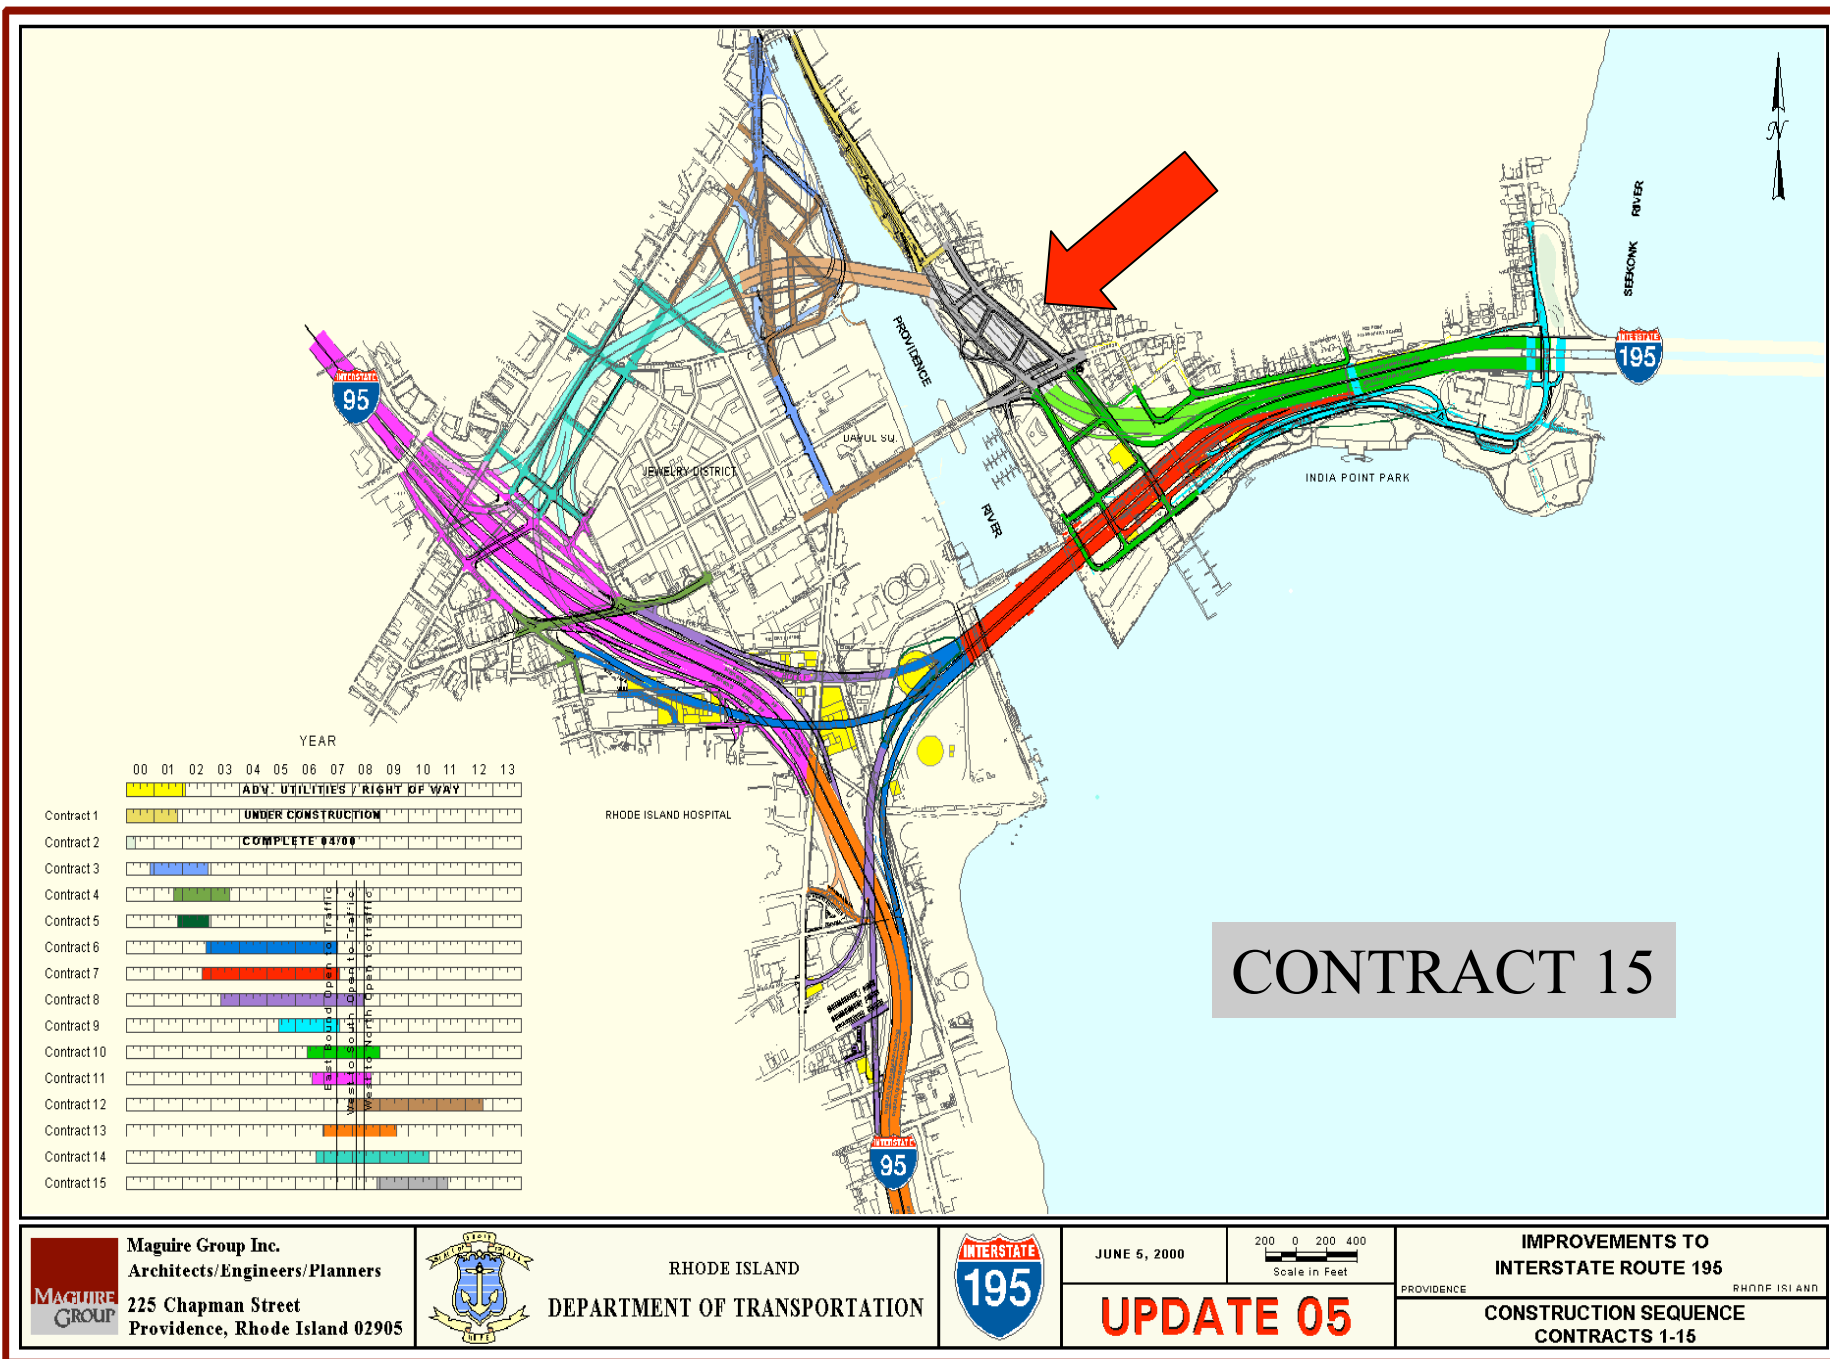 N
SEEKONK RIVER
PROVIDENCE
RIVER
INTERSTATE
195
INTERSTATE
95
DAVOL SQ.
JEWELRY DISTRICT
INDIA POINT PARK
RHODE ISLAND HOSPITAL
INTERSTATE
95
CONTRACT 15
YEAR
00 01 02 03 04 05 06 07 08 09 10 11 12 13
ADV. UTILITIES / RIGHT OF WAY
Contract 1 UNDER CONSTRUCTION
Contract 2 COMPLETE 04/00
Contract 3
Contract 4
Contract 5
Contract 6
Contract 7
Contract 8
Contract 9
Contract 10
Contract 11
Contract 12
Contract 13
Contract 14
Contract 15
East Bound Open to Traffic
West to South Open to Traffic
West to North Open to traffic
MAGUIRE
GROUP
Maguire Group Inc.
Architects/Engineers/Planners
225 Chapman Street
Providence, Rhode Island 02905
HOPE
RHODE ISLAND
DEPARTMENT OF TRANSPORTATION
INTERSTATE
195
JUNE 5, 2000
200 0 200 400
Scale in Feet
UPDATE 05
IMPROVEMENTS TO
INTERSTATE ROUTE 195
PROVIDENCE RHODE ISLAND
CONSTRUCTION SEQUENCE
CONTRACTS 1-15